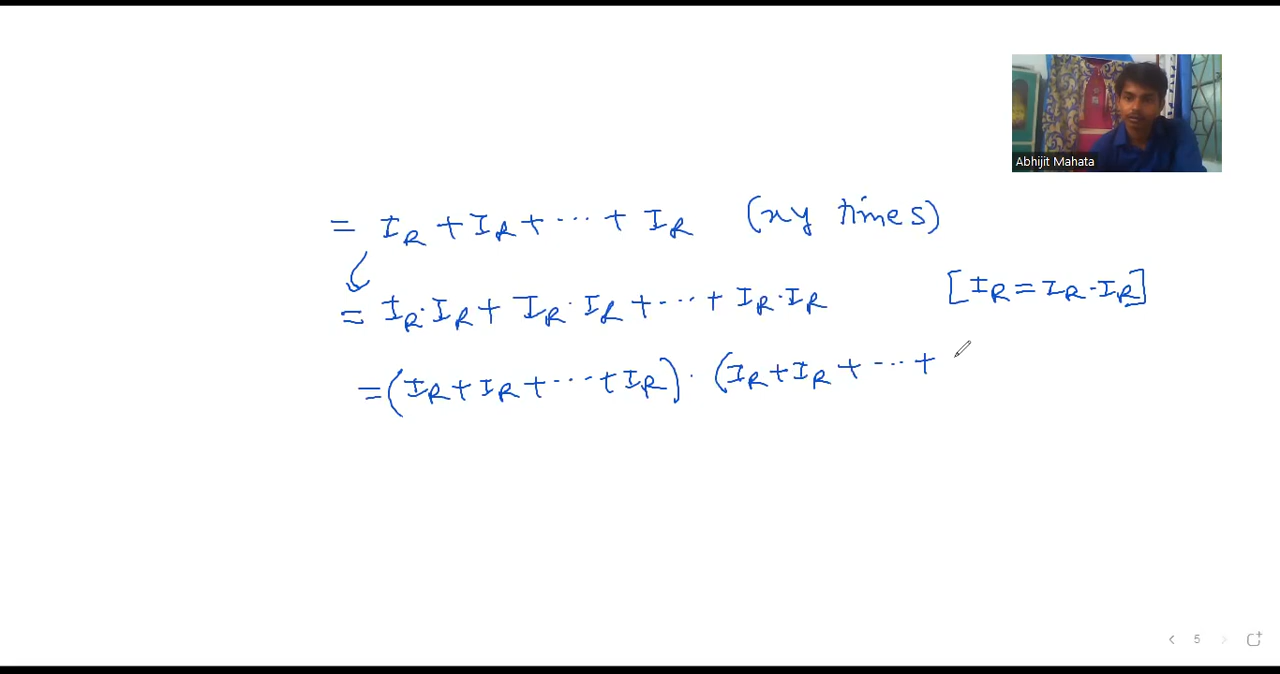 Abhijit Mahata
= I_R + I_R + ... + I_R (xy times)
= I_R·I_R + I_R·I_R + ... + I_R·I_R [I_R = I_R·I_R]
= (I_R + I_R + ... + I_R) · (I_R + I_R + ... +
5